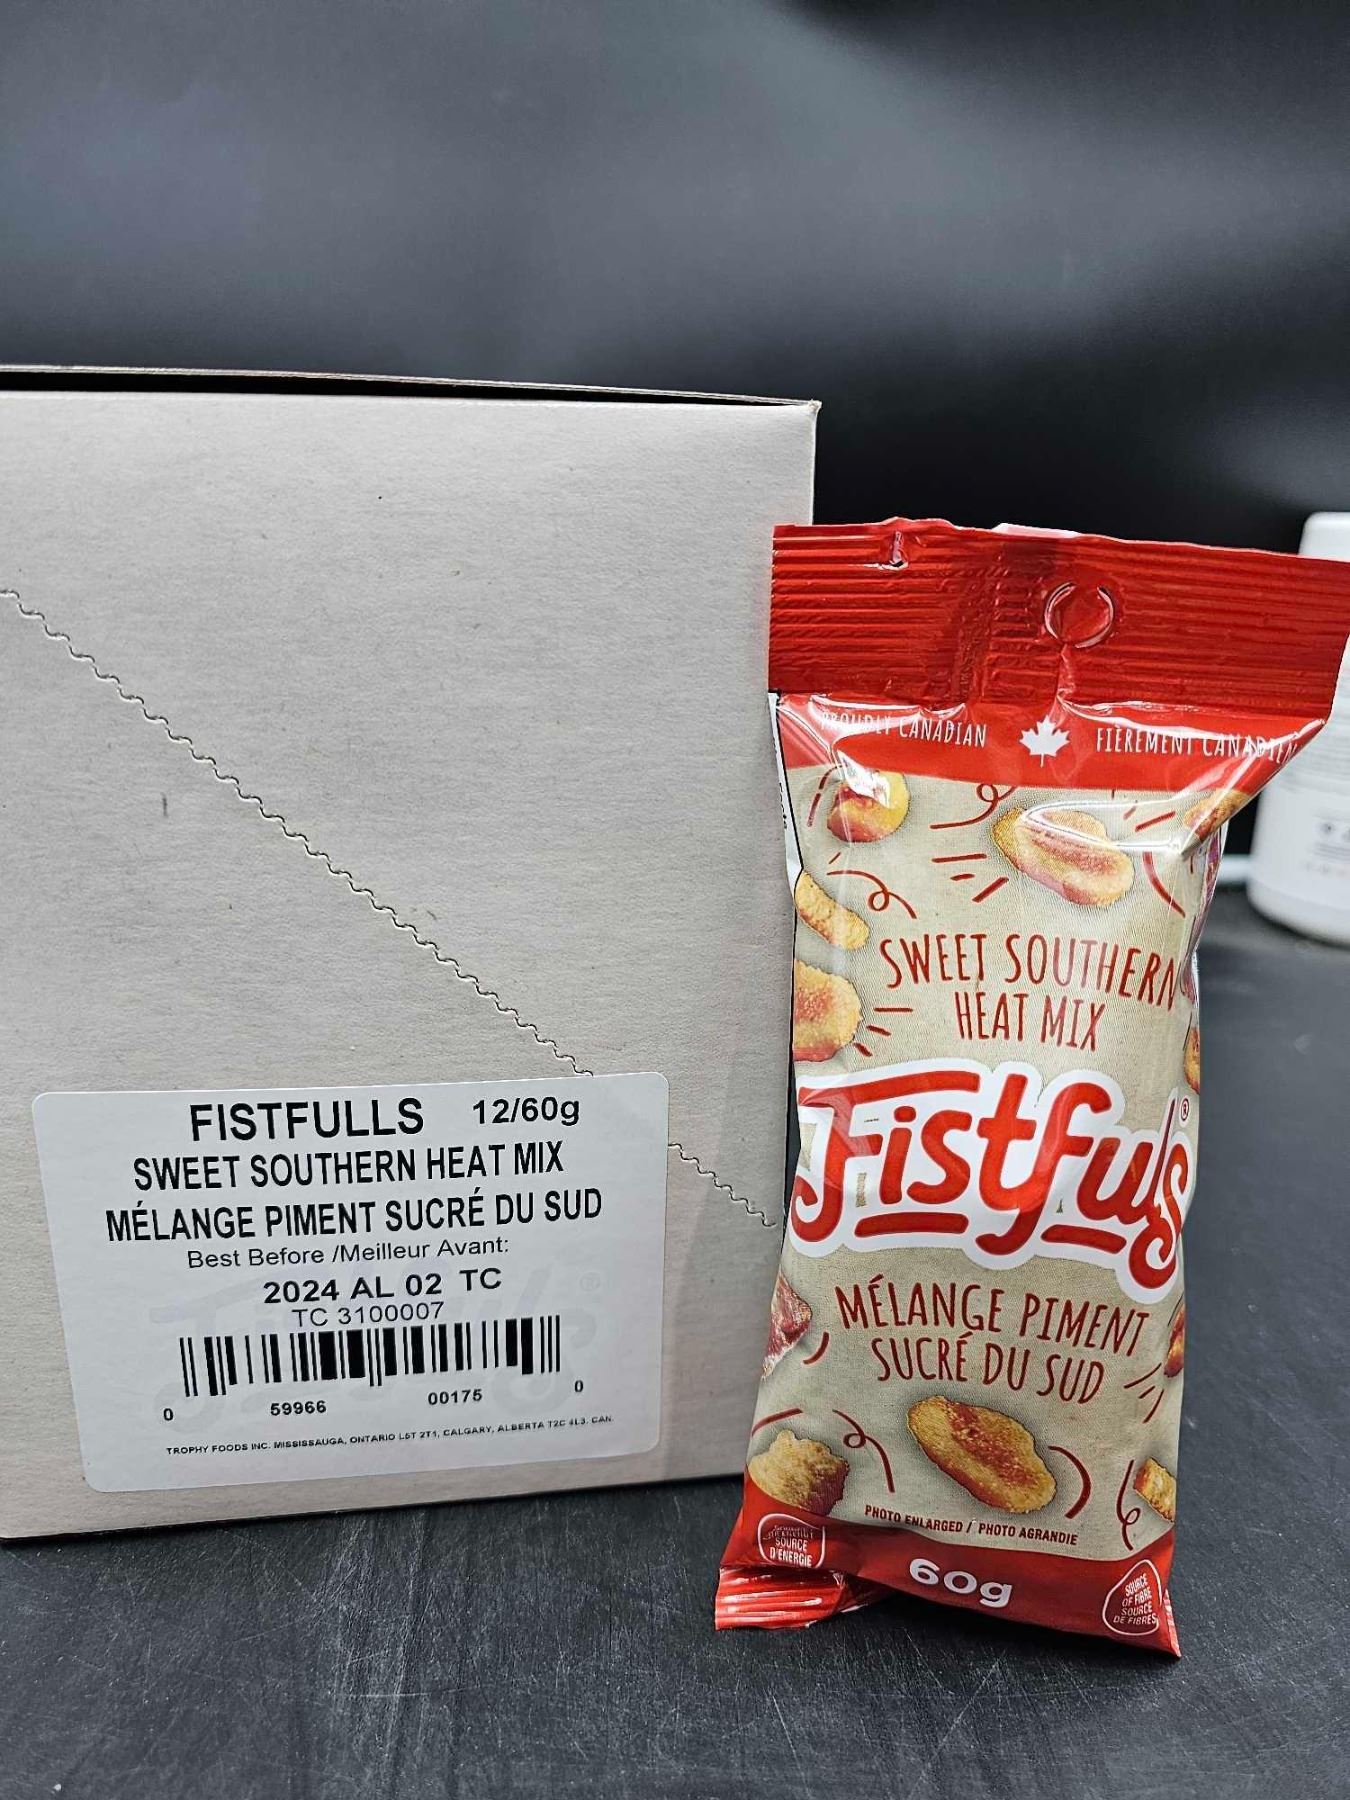 FISTFULLS 12/60g
SWEET SOUTHERN HEAT MIX
MÉLANGE PIMENT SUCRÉ DU SUD
Best Before /Meilleur Avant:
2024 AL 02 TC
TC 3100007
0 59966 00175 0
TROPHY FOODS INC. MISSISSAUGA, ONTARIO L5T 2T1, CALGARY, ALBERTA T2C 4L3. CAN.
PROUDLY CANADIAN FIÈREMENT CANADIEN
SWEET SOUTHERN
HEAT MIX
Fistfuls®
MÉLANGE PIMENT
SUCRÉ DU SUD
PHOTO ENLARGED / PHOTO AGRANDIE
SOURCE
D'ÉNERGIE
60g
SOURCE
OF FIBRE
SOURCE
DE FIBRES